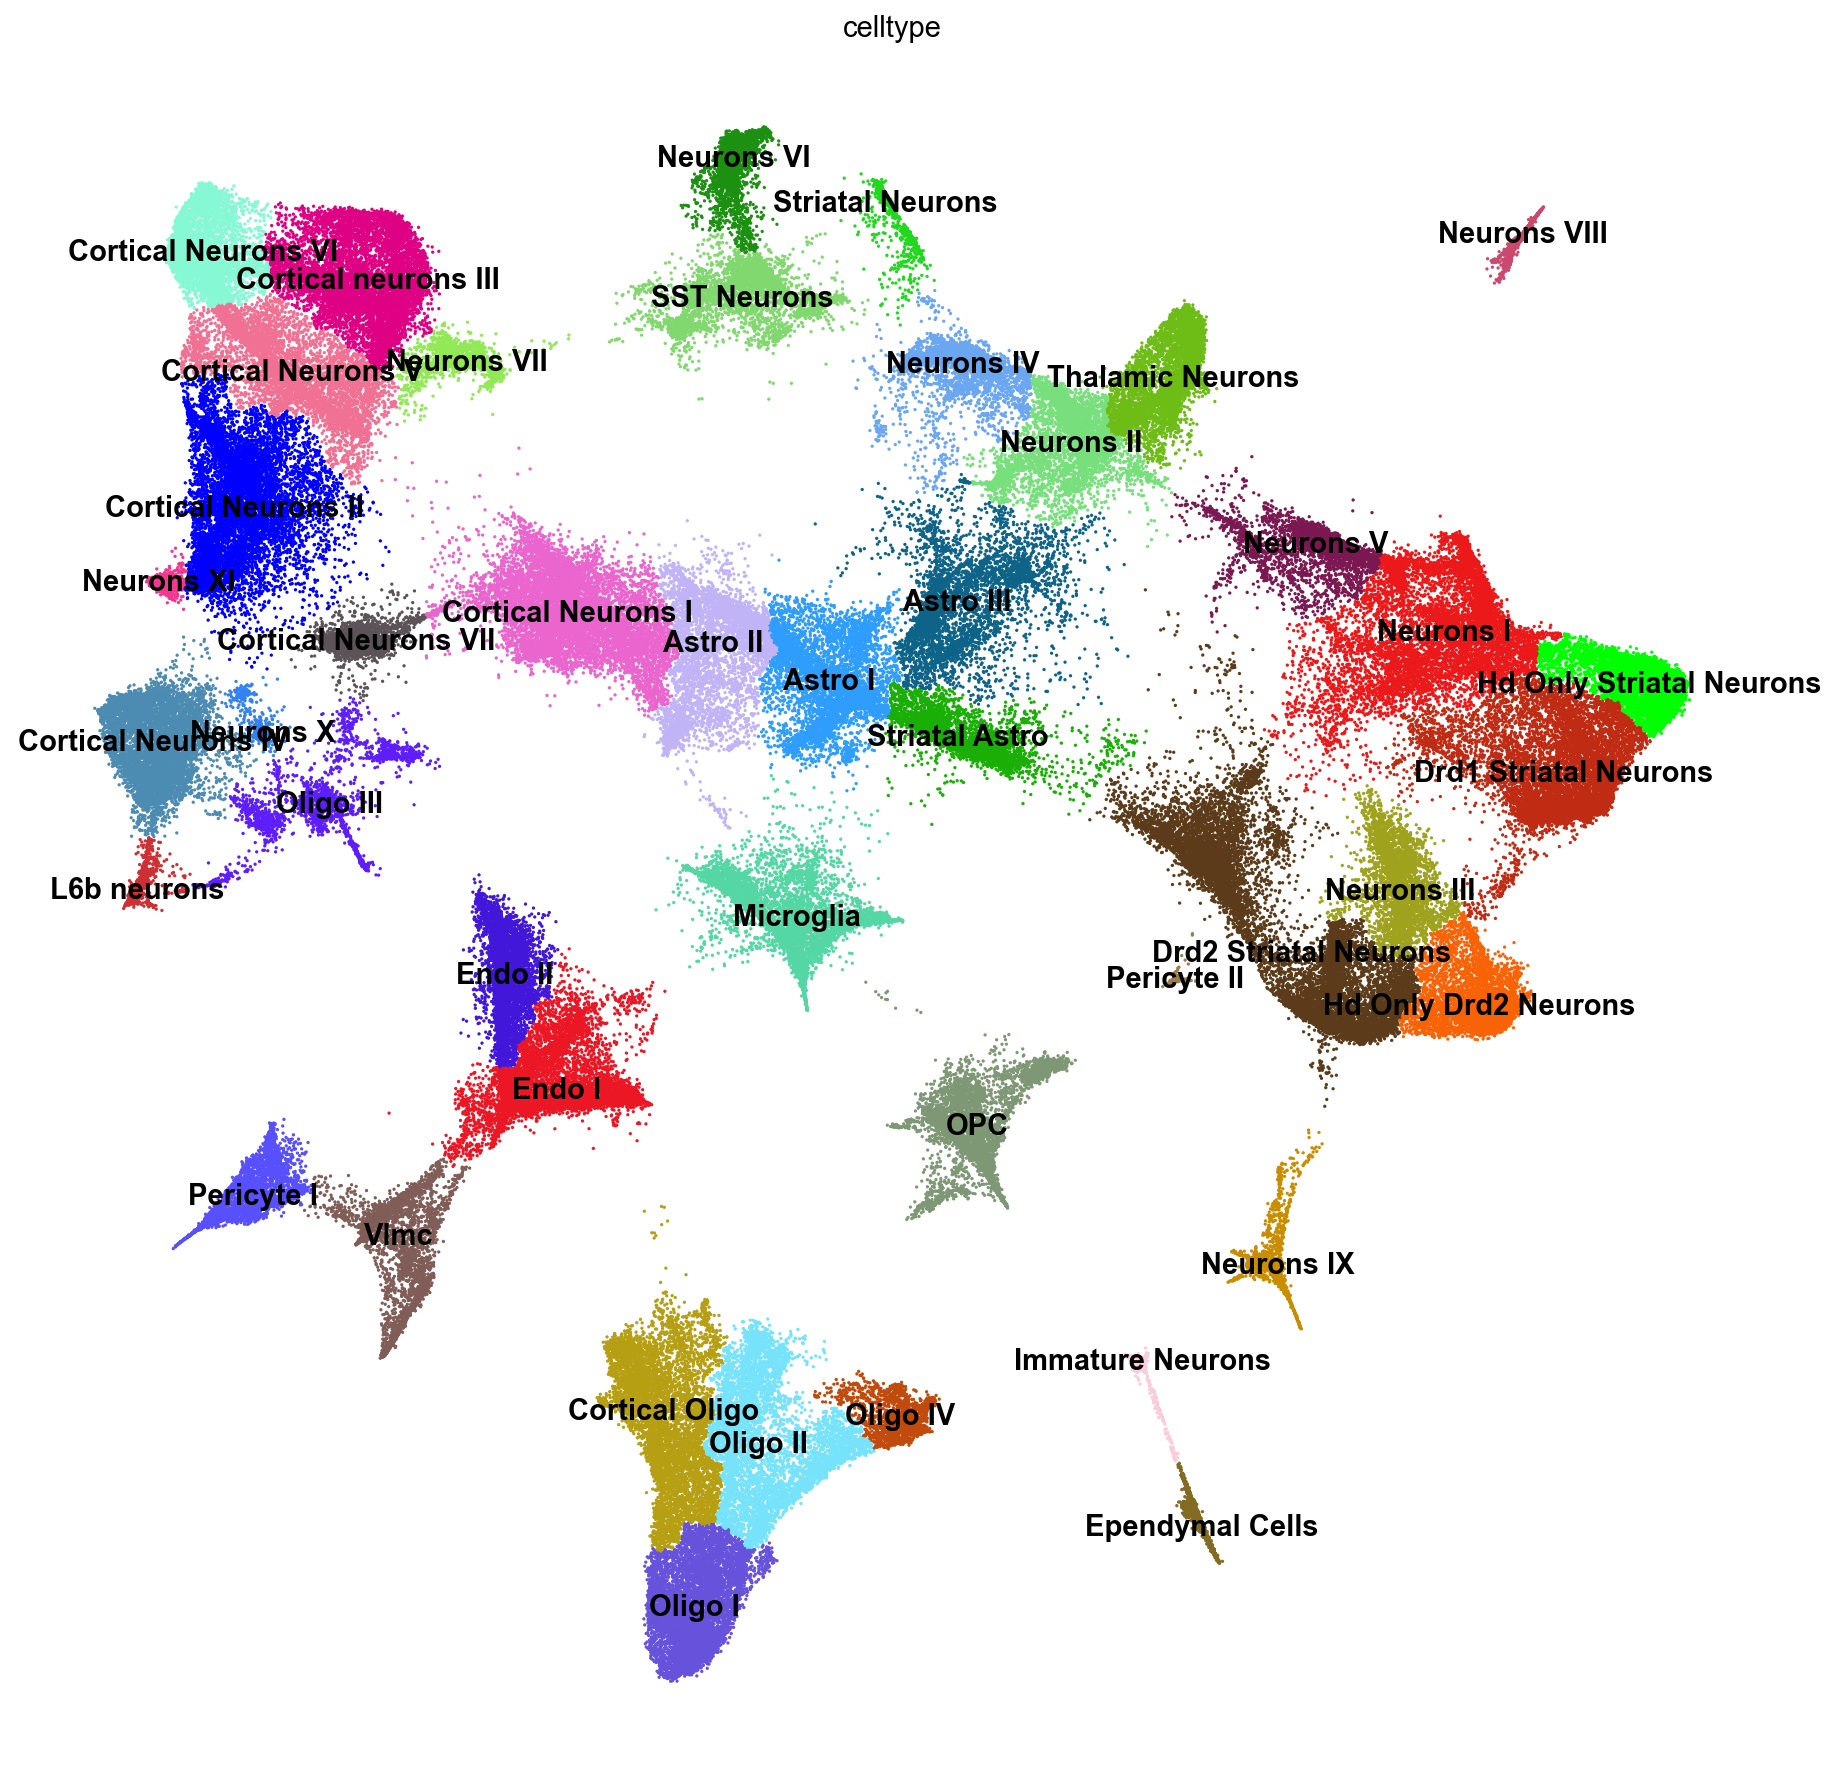 celltype
Neurons VI
Striatal Neurons
Neurons VIII
Cortical Neurons VI
Cortical neurons III
SST Neurons
Neurons VII
Neurons IV
Cortical Neurons V
Thalamic Neurons
Neurons II
Cortical Neurons II
Neurons V
Neurons XI
Astro III
Cortical Neurons I
Neurons I
Cortical Neurons VII
Astro II
Astro I
Hd Only Striatal Neurons
Neurons X
Striatal Astro
Cortical Neurons IV
Drd1 Striatal Neurons
Oligo III
L6b neurons
Neurons III
Microglia
Drd2 Striatal Neurons
Endo II
Pericyte II
Hd Only Drd2 Neurons
Endo I
OPC
Pericyte I
Vlmc
Neurons IX
Immature Neurons
Cortical Oligo
Oligo IV
Oligo II
Ependymal Cells
Oligo I